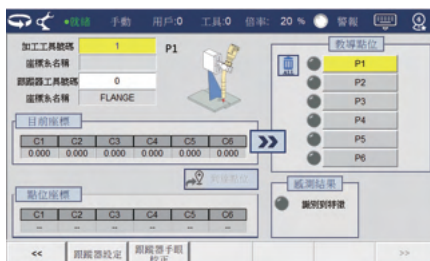 就緒 手動 用戶:0 工具:0 倍率: 20 % 警報
加工工具號碼 1 P1
座標系名稱
跟蹤器工具號碼 0
座標系名稱 FLANGE
教導點位
P1
P2
P3
P4
P5
P6
目前座標
C1 C2 C3 C4 C5 C6
0.000 0.000 0.000 0.000 0.000 0.000
點位座標
C1 C2 C3 C4 C5 C6
-- -- -- -- -- --
感測結果
識別到特徵
<< 跟蹤器設定 跟蹤器手眼校正 >>